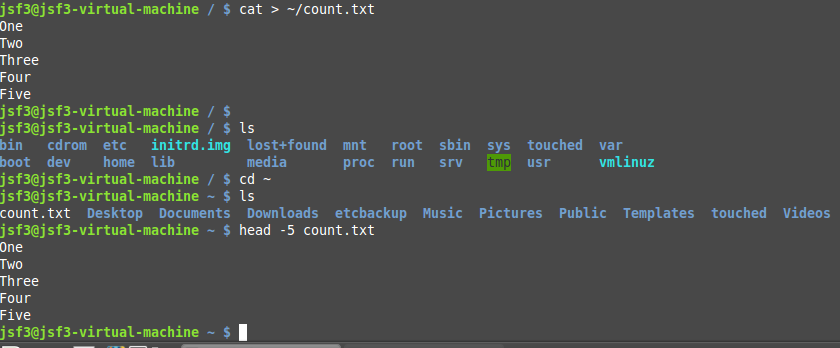 jsf3@jsf3-virtual-machine / $ cat > ~/count.txt
One
Two
Three
Four
Five
jsf3@jsf3-virtual-machine / $
jsf3@jsf3-virtual-machine / $ ls
bin cdrom etc initrd.img lost+found mnt root sbin sys touched var
boot dev home lib media proc run srv tmp usr vmlinuz
jsf3@jsf3-virtual-machine / $ cd ~
jsf3@jsf3-virtual-machine ~ $ ls
count.txt Desktop Documents Downloads etcbackup Music Pictures Public Templates touched Videos
jsf3@jsf3-virtual-machine ~ $ head -5 count.txt
One
Two
Three
Four
Five
jsf3@jsf3-virtual-machine ~ $